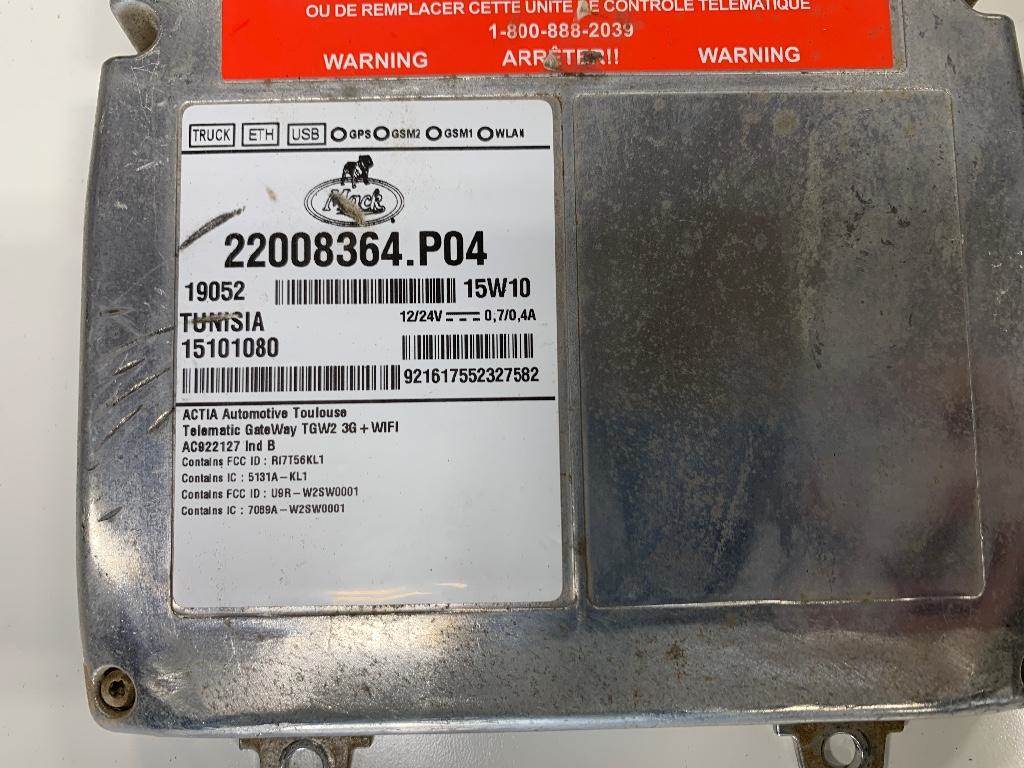 OU DE REMPLACER CETTE UNITE DE CONTROLE TELEMATIQUE
1-800-888-2039
WARNING ARRÊTER!! WARNING
TRUCK ETH USB GPS GSM2 GSM1 WLAN
Mack
22008364.P04
19052 15W10
TUNISIA 12/24V 0,7/0,4A
15101080
921617552327582
ACTIA Automotive Toulouse
Telematic GateWay TGW2 3G+WIFI
AC922127 Ind B
Contains FCC ID : RI7T56KL1
Contains IC : 5131A-KL1
Contains FCC ID : U9R-W2SW0001
Contains IC : 7089A-W2SW0001